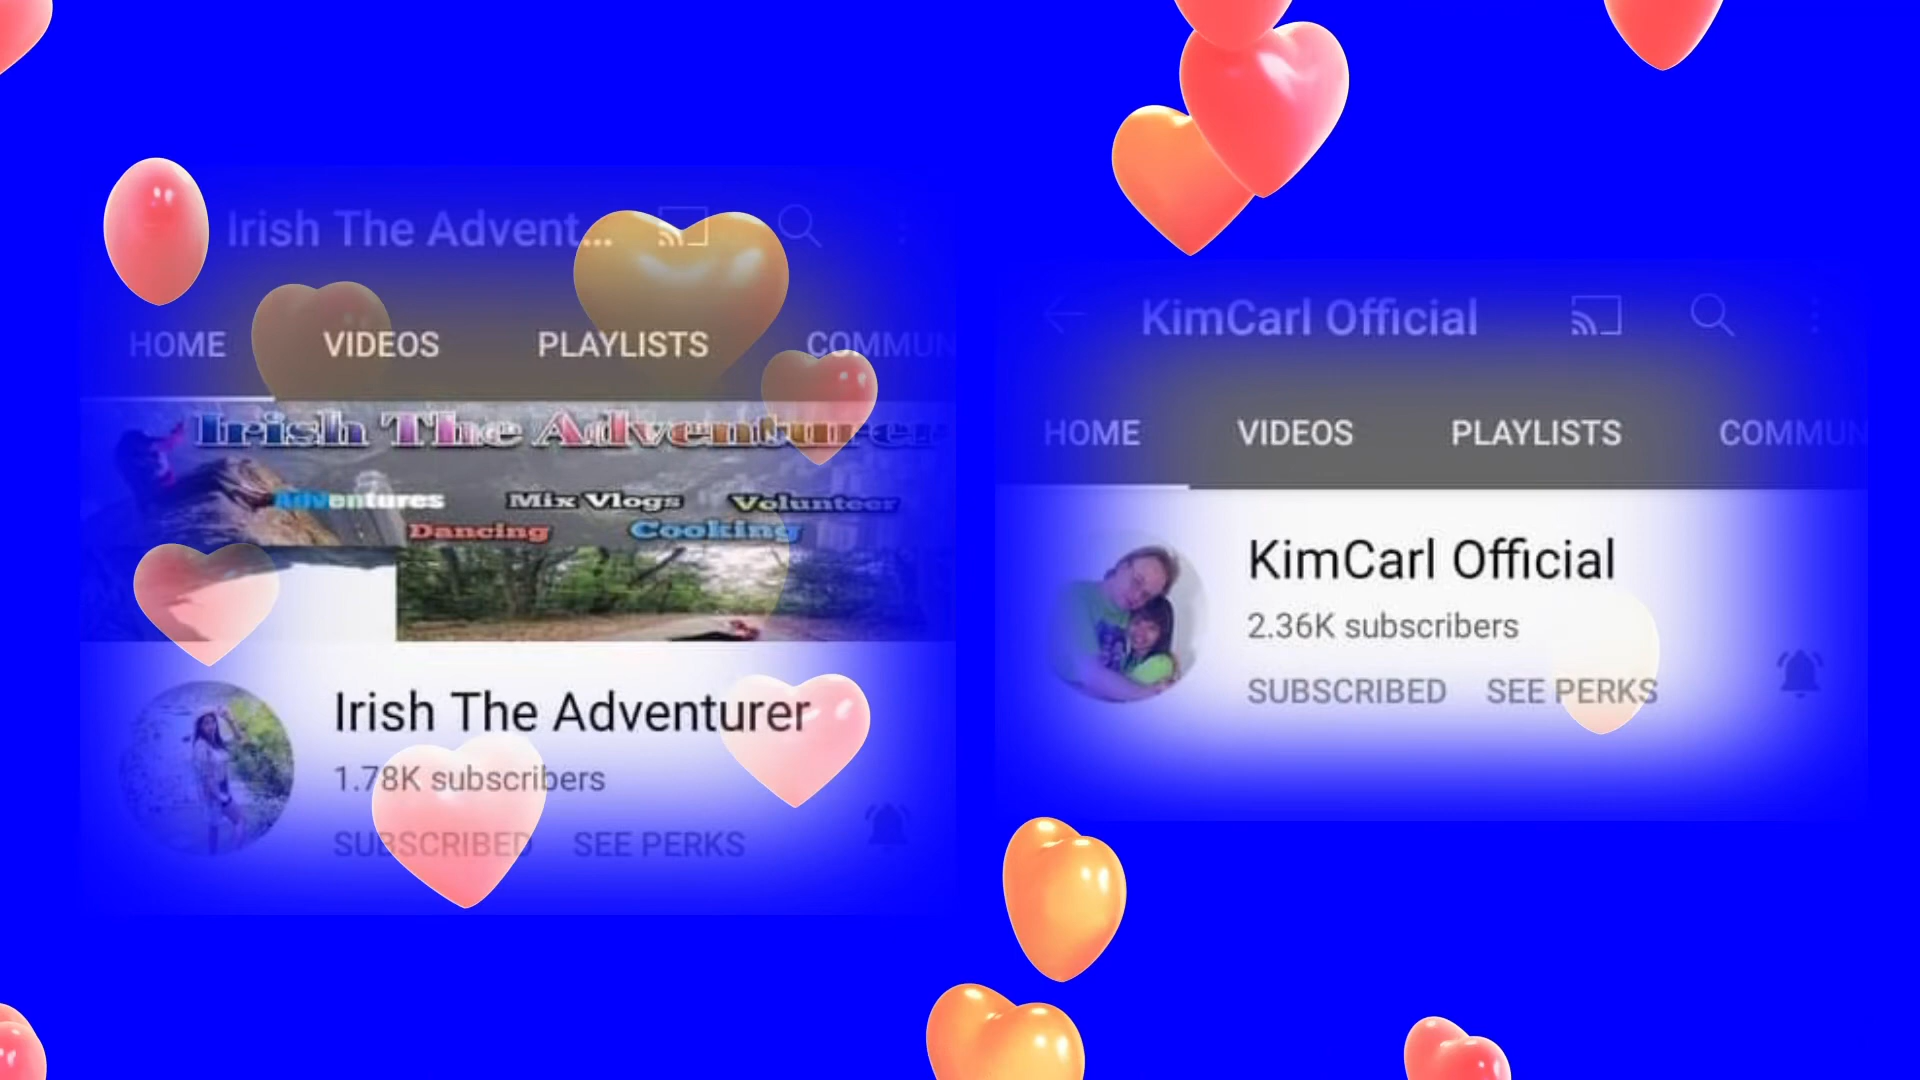 Irish The Advent...
HOME VIDEOS PLAYLISTS COMMUN
Irish The Adventurer
Adventures Mix Vlogs Volunteer
Dancing Cooking
Irish The Adventurer
1.78K subscribers
SUBSCRIBED SEE PERKS
KimCarl Official
HOME VIDEOS PLAYLISTS COMMUN
KimCarl Official
2.36K subscribers
SUBSCRIBED SEE PERKS